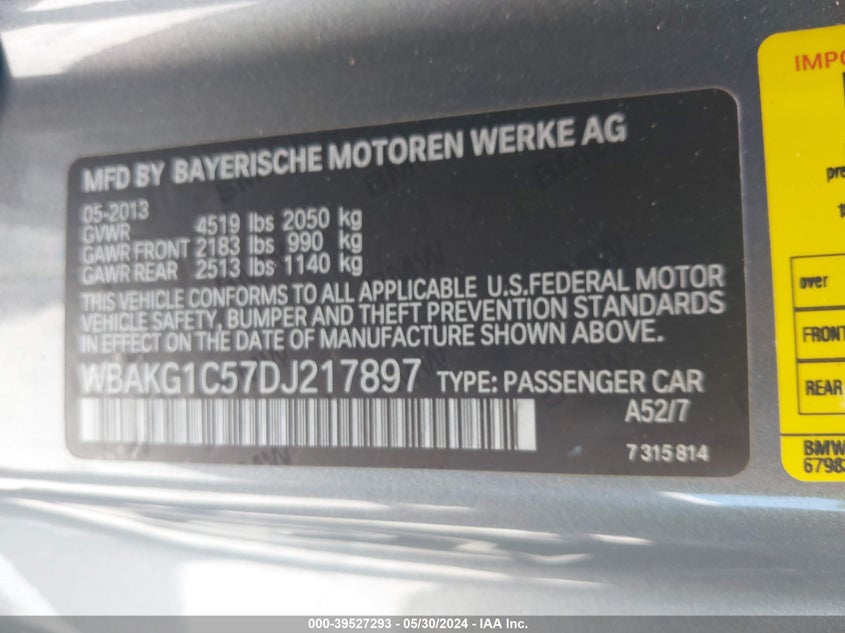 MFD BY BAYERISCHE MOTOREN WERKE AG
05-2013
GVWR 4519 lbs 2050 kg
GAWR FRONT 2183 lbs 990 kg
GAWR REAR 2513 lbs 1140 kg
THIS VEHICLE CONFORMS TO ALL APPLICABLE U.S.FEDERAL MOTOR
VEHICLE SAFETY, BUMPER AND THEFT PREVENTION STANDARDS
IN EFFECT ON THE DATE OF MANUFACTURE SHOWN ABOVE.
WBAKG1C57DJ217897 TYPE: PASSENGER CAR
A52/7
7 315 814
over
FRONT
REAR
BMW
000-39527293 - 05/30/2024 - IAA Inc.